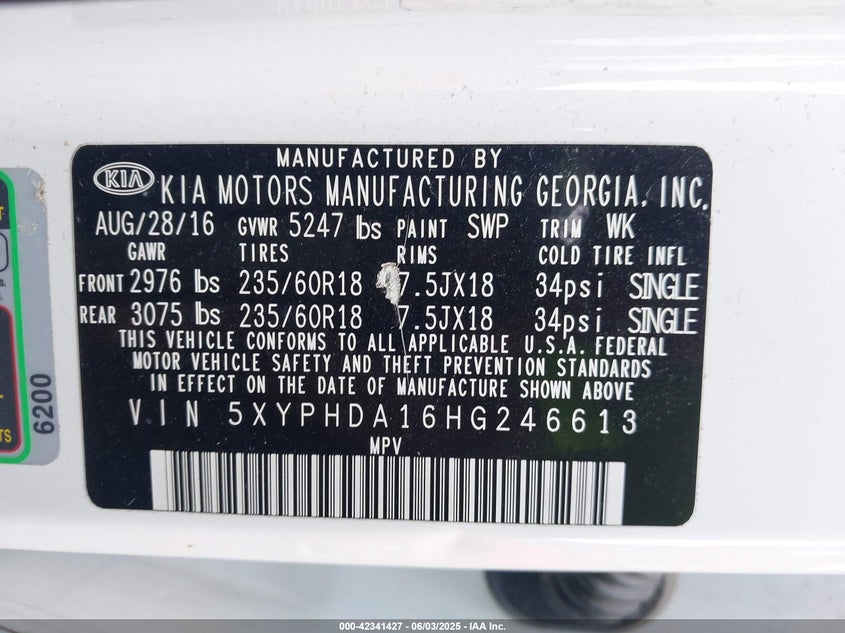 MANUFACTURED BY
KIA KIA MOTORS MANUFACTURING GEORGIA, INC.
AUG/28/16 GVWR 5247 lbs PAINT SWP TRIM WK
GAWR TIRES RIMS COLD TIRE INFL
FRONT 2976 lbs 235/60R18 7.5JX18 34psi SINGLE
REAR 3075 lbs 235/60R18 7.5JX18 34psi SINGLE
THIS VEHICLE CONFORMS TO ALL APPLICABLE U.S.A. FEDERAL
MOTOR VEHICLE SAFETY AND THEFT PREVENTION STANDARDS
IN EFFECT ON THE DATE OF MANUFACTURE SHOWN ABOVE
VIN 5XYPHDA16HG246613
MPV
6200
000-42341427 - 06/03/2025 - IAA Inc.